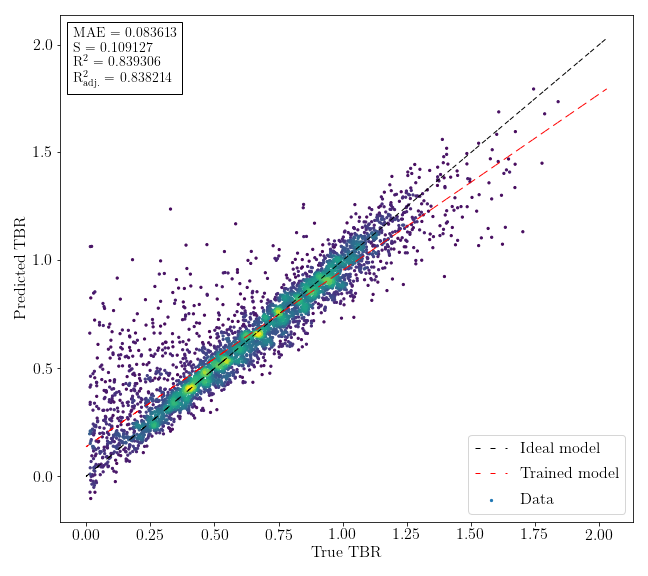 MAE = 0.083613
S = 0.109127
R² = 0.839306
R²adj. = 0.838214
2.0
1.5
1.0
0.5
0.0
Predicted TBR
Ideal model
Trained model
Data
0.00 0.25 0.50 0.75 1.00 1.25 1.50 1.75 2.00
True TBR